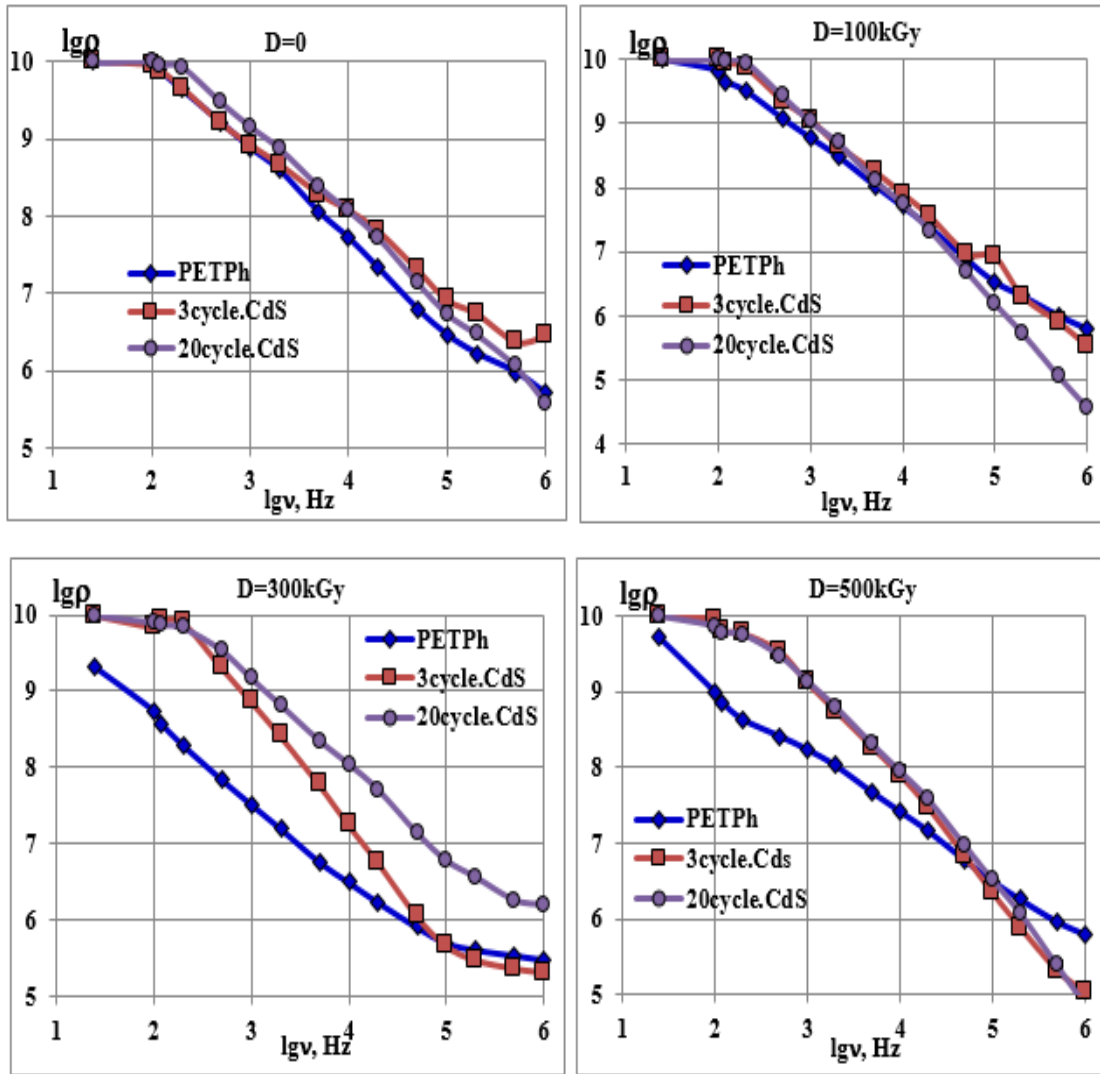 D=0
lgρ
10
9
8
7
6
5
1 2 3 4 5 6
lgν, Hz
PETPh
3cycle.CdS
20cycle.CdS
D=100kGy
lgρ
10
9
8
7
6
5
4
1 2 3 4 5 6
lgν, Hz
PETPh
3cycle.CdS
20cycle.CdS
D=300kGy
lgρ
10
9
8
7
6
5
1 2 3 4 5 6
lgν, Hz
PETPh
3cycle.CdS
20cycle.CdS
D=500kGy
lgρ
10
9
8
7
6
5
1 2 3 4 5 6
lgν, Hz
PETPh
3cycle.Cds
20cycle.CdS